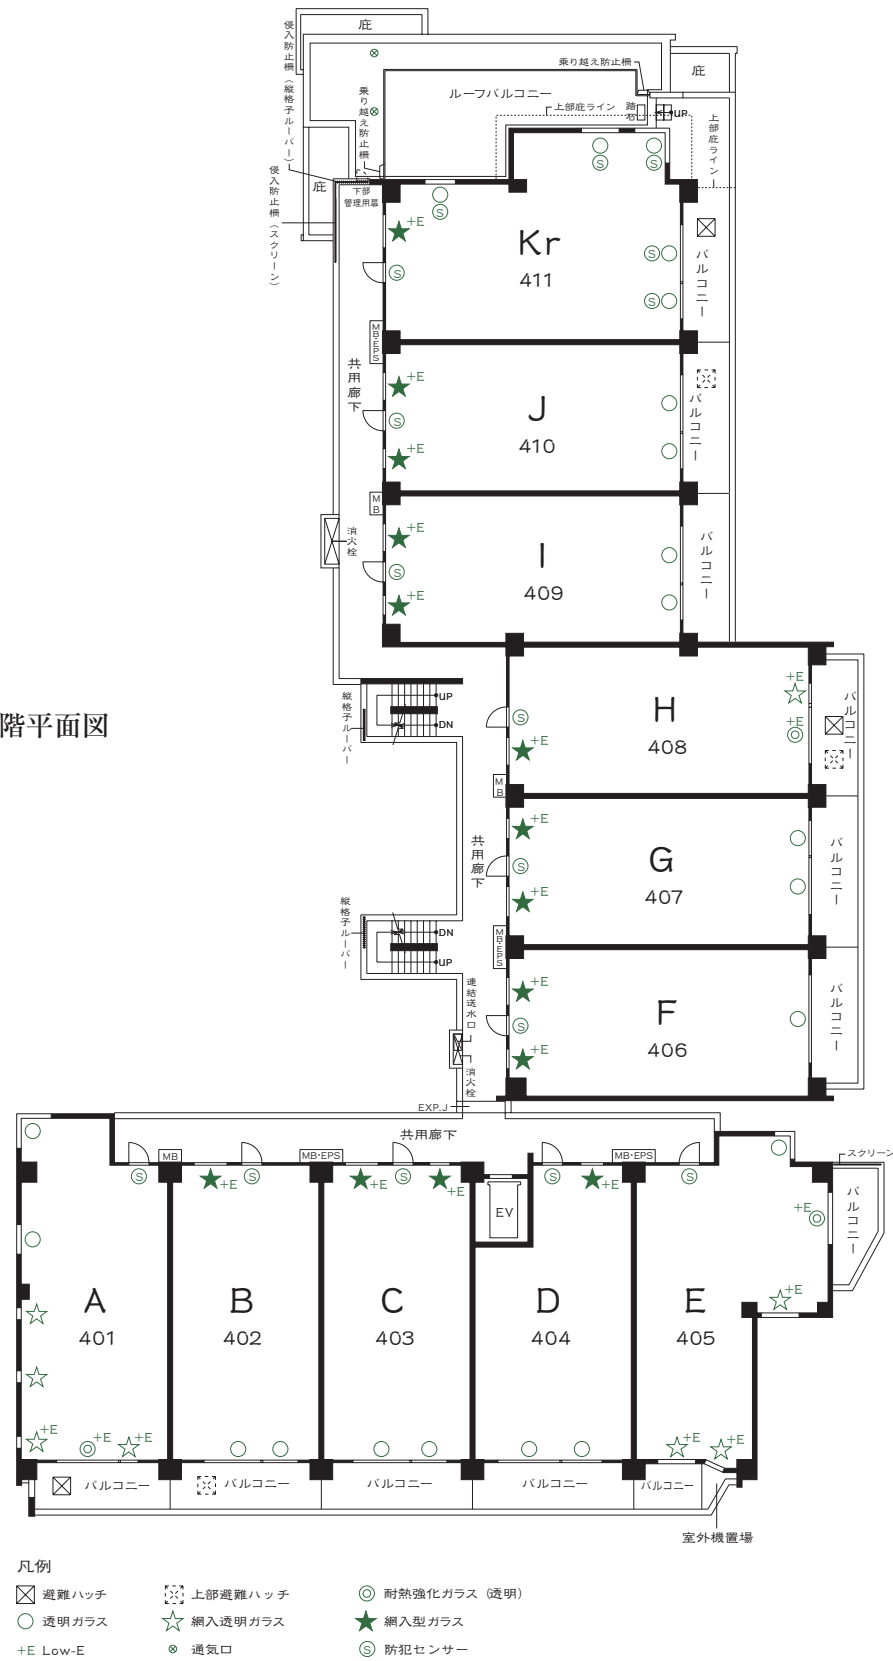 庇
侵入防止柵(縦格子ルーバー)
乗り越え防止柵
庇
ルーフバルコニー
乗り越え防止柵
上部庇ライン
踏台
UP
上部庇ライン
庇
下部
管理用扉
侵入防止柵(スクリーン)
+E
S
S
S
S
Kr
411
S
S
S
バルコニー
MB·EPS
共用廊下
+E
S
+E
J
410
バルコニー
MB
消火栓
+E
S
+E
I
409
バルコニー
縦格子ルーバー
UP
DN
階平面図
S
+E
H
408
+E
+E
バルコニー
MB
共用廊下
+E
S
+E
G
407
バルコニー
縦格子ルーバー
DN
UP
MB·EPS
連結送水口
消火栓
+E
S
+E
F
406
バルコニー
EXP.J
共用廊下
MB
MB·EPS
MB·EPS
スクリーン
S
+E
S
+E
S
+E
S
+E
S
EV
+E
バルコニー
+E
A
401
B
402
C
403
D
404
E
405
+E
+E
+E
+E
+E
バルコニー
バルコニー
バルコニー
バルコニー
バルコニー
室外機置場
凡例
避難ハッチ
上部避難ハッチ
耐熱強化ガラス(透明)
透明ガラス
網入透明ガラス
網入型ガラス
+E Low-E
通気口
S 防犯センサー